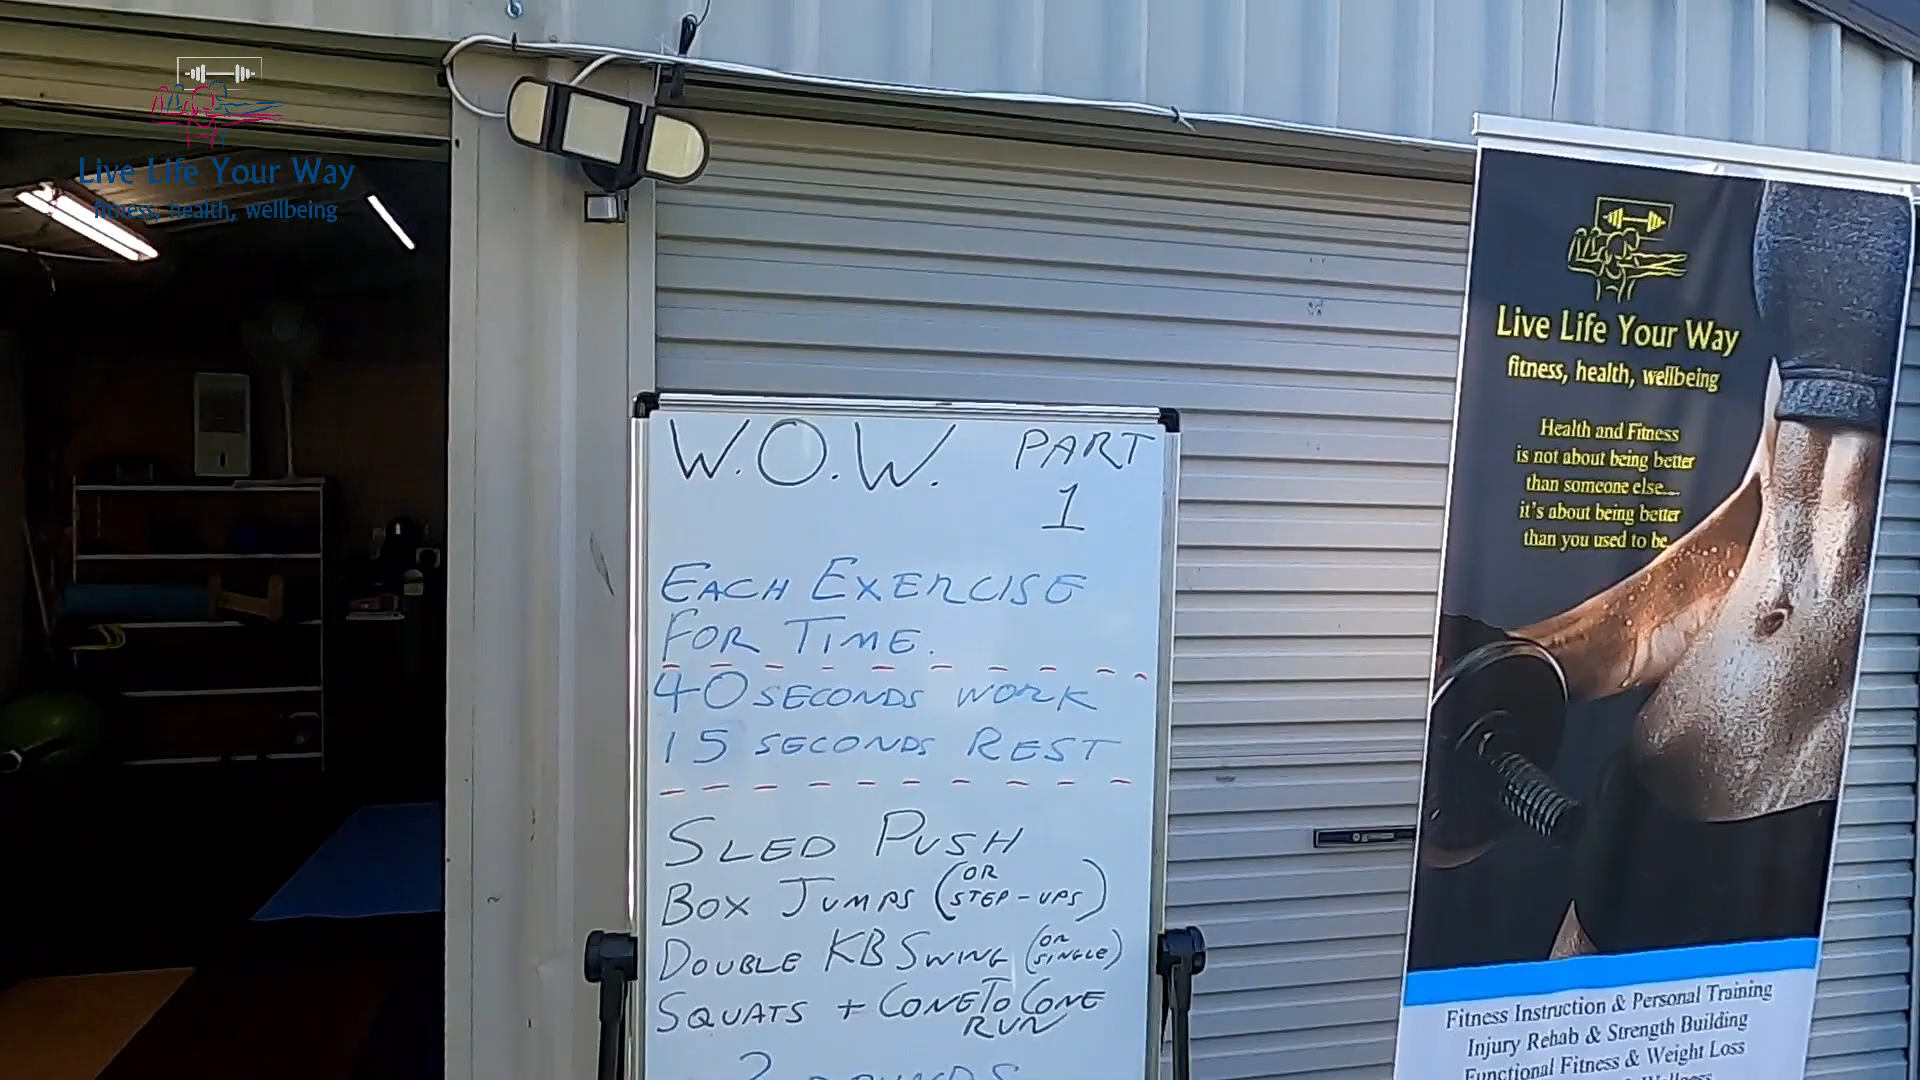 Live Life Your Way
fitness, health, wellbeing
W.O.W. PART
1
EACH EXERCISE
FOR TIME.
40 SECONDS WORK
15 SECONDS REST
SLED PUSH
BOX JUMPS (OR STEP-UPS)
DOUBLE KB SWING (OR SINGLE)
SQUATS + CONE TO CONE
RUN
ROUNDS
Live Life Your Way
fitness, health, wellbeing
Health and Fitness
is not about being better
than someone else....
it's about being better
than you used to be
Fitness Instruction & Personal Training
Injury Rehab & Strength Building
Functional Fitness & Weight Loss
Wellness